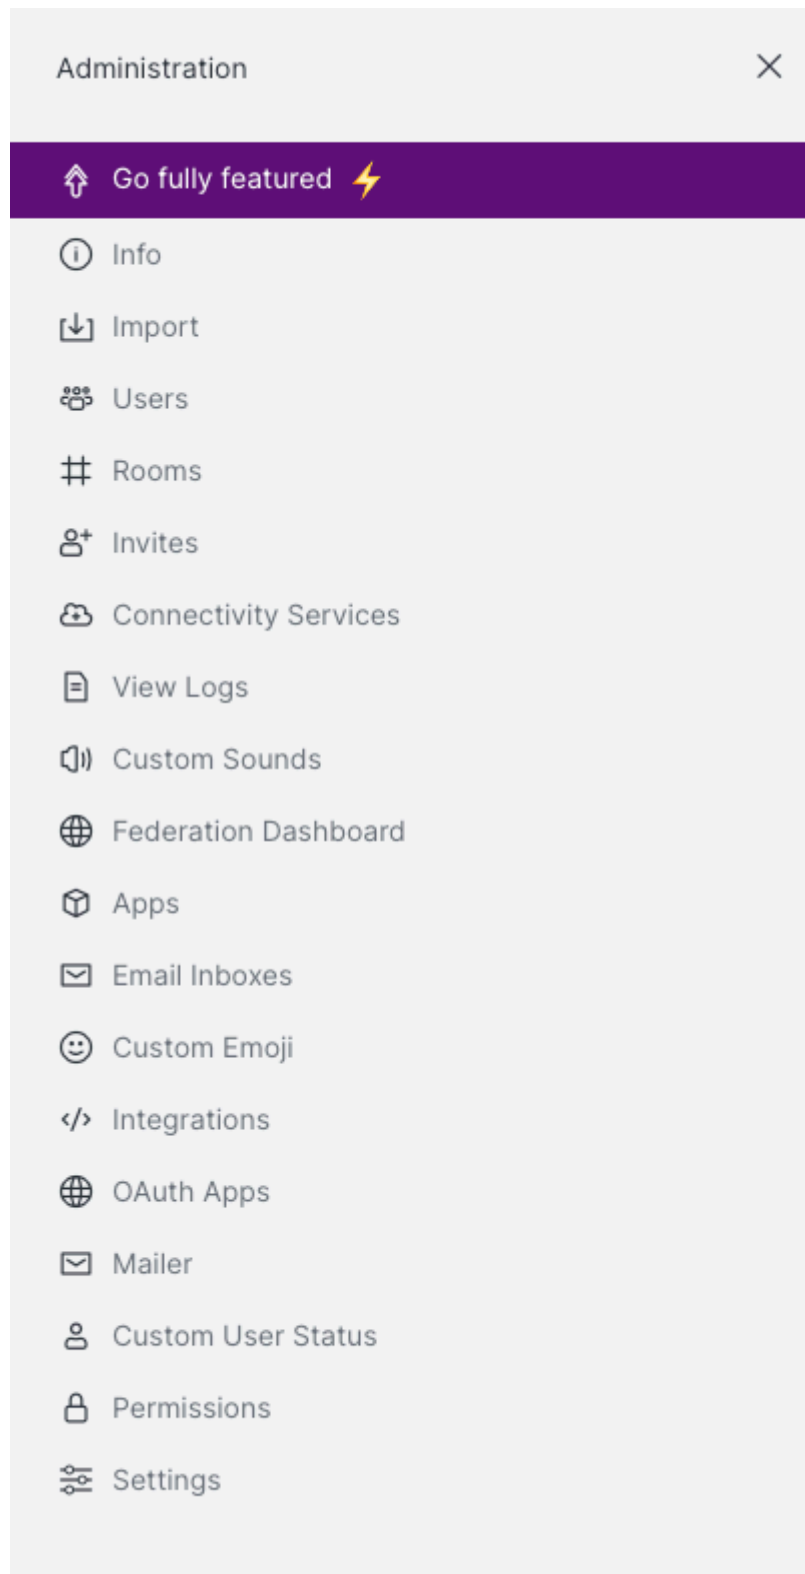 Administration
Go fully featured ⚡
Info
Import
Users
Rooms
Invites
Connectivity Services
View Logs
Custom Sounds
Federation Dashboard
Apps
Email Inboxes
Custom Emoji
Integrations
OAuth Apps
Mailer
Custom User Status
Permissions
Settings